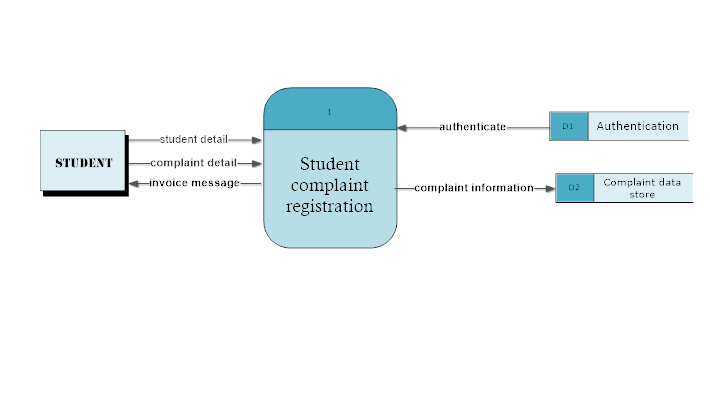 1
D1
Authentication
authenticate
student detail
STUDENT
complaint detail
invoice message
Student
complaint
registration
complaint information
D2
Complaint data
store